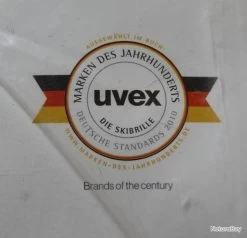 AUSGEWÄHLT IM BUCH:
MARKEN DES JAHRHUNDERTS
uvex
DIE SKIBRILLE
DEUTSCHE STANDARDS 2010
WWW.MARKEN-DES-JAHRHUNDERTS.DE
Brands of the century
NaturaBuy